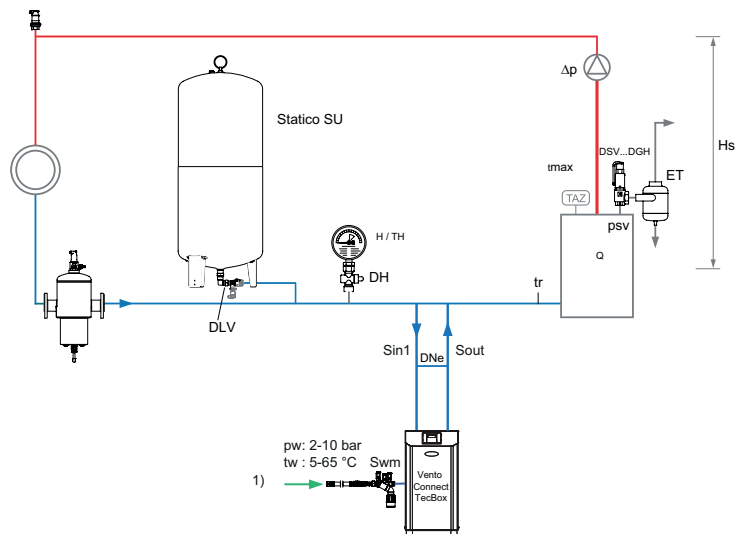 Δp
Statico SU
Hs
DSV...DGH
tmax
ET
TAZ
psv
H / TH
Q
DH
tr
DLV
Sin1
DNe
Sout
pw: 2-10 bar
tw : 5-65 °C
Swm
1)
Vento
Connect
TecBox